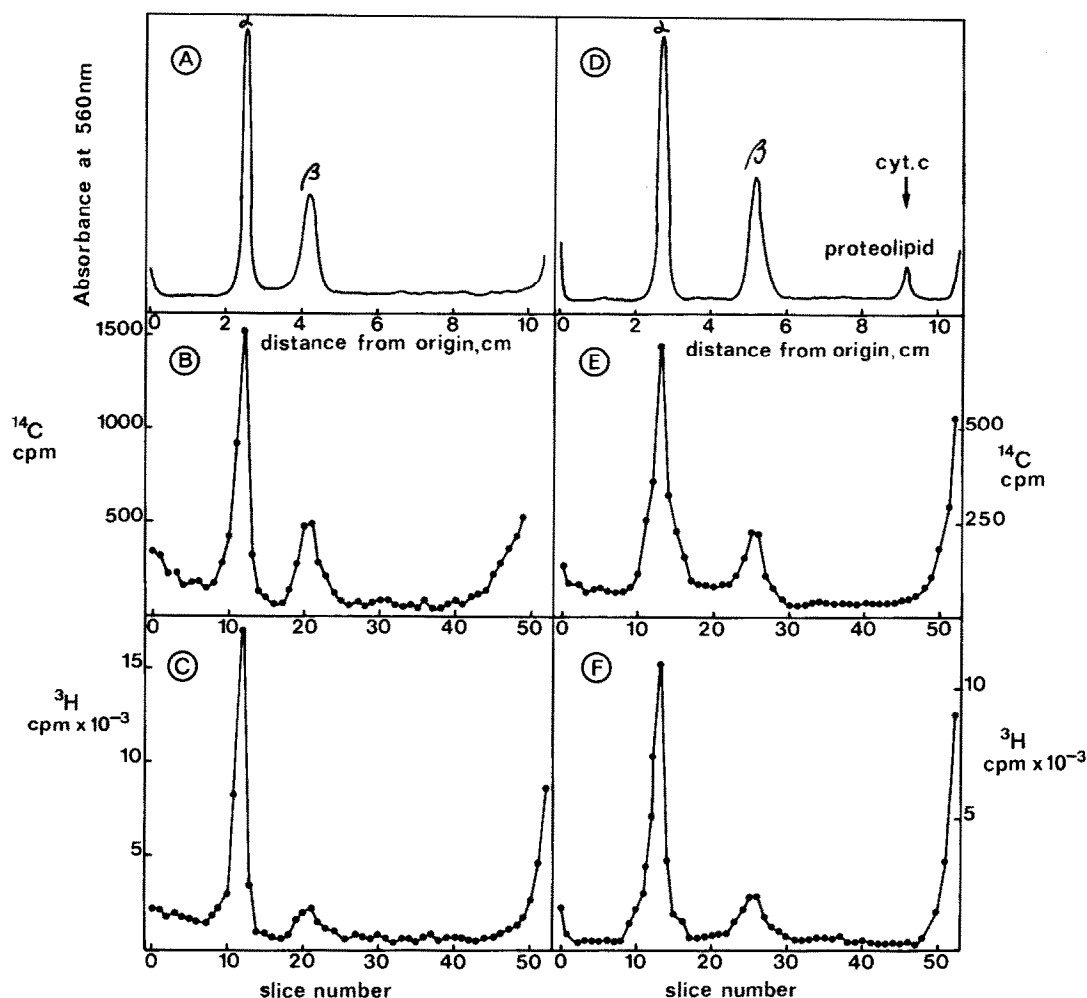 α
A
β
Absorbance at 560nm
0 2 4 6 8 10
distance from origin, cm
α
D
β
cyt.c
proteolipid
0 2 4 6 8 10
distance from origin, cm
B
14C
cpm
1500
1000
500
0 10 20 30 40 50
E
500
250
14C
cpm
0 10 20 30 40 50
C
3H
cpm x 10-3
15
10
5
0 10 20 30 40 50
slice number
F
10
5
3H
cpm x10-3
0 10 20 30 40 50
slice number